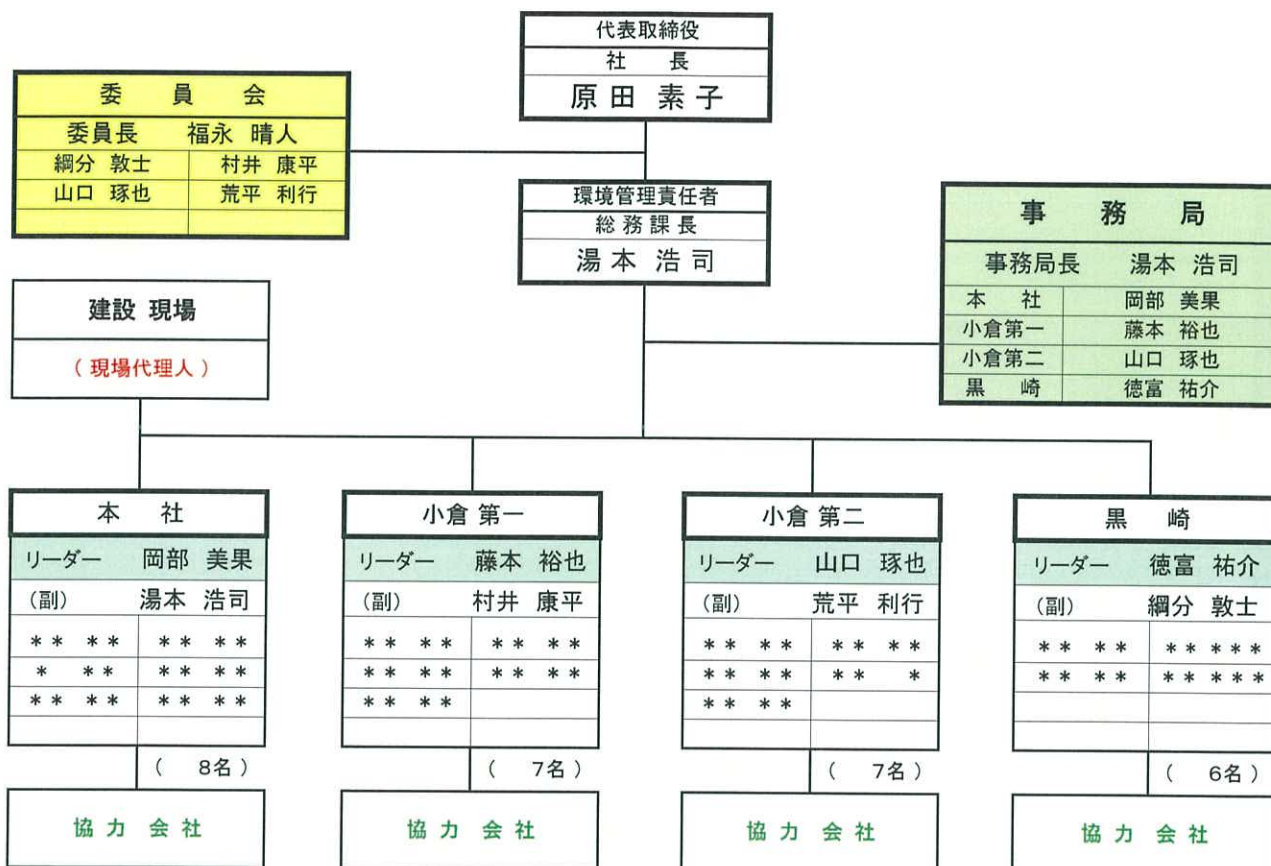 代表取締役
社 長
原田 素子
委 員 会
委員長 福永 晴人
綱分 敦士 村井 康平
山口 琢也 荒平 利行
環境管理責任者
総務課長
湯本 浩司
事 務 局
事務局長 湯本 浩司
本 社 岡部 美果
小倉第一 藤本 裕也
小倉第二 山口 琢也
黒 崎 徳富 祐介
建設 現場
( 現場代理人 )
本 社
リーダー 岡部 美果
(副) 湯本 浩司
** ** ** **
* ** ** **
** ** ** **
( 8名 )
協力会社
小倉 第一
リーダー 藤本 裕也
(副) 村井 康平
** ** ** **
** ** ** **
** **
( 7名 )
協力会社
小倉 第二
リーダー 山口 琢也
(副) 荒平 利行
** ** ** **
** ** ** *
** **
( 7名 )
協力会社
黒 崎
リーダー 徳富 祐介
(副) 綱分 敦士
** ** ** ***
** ** ** ***
( 6名 )
協力会社